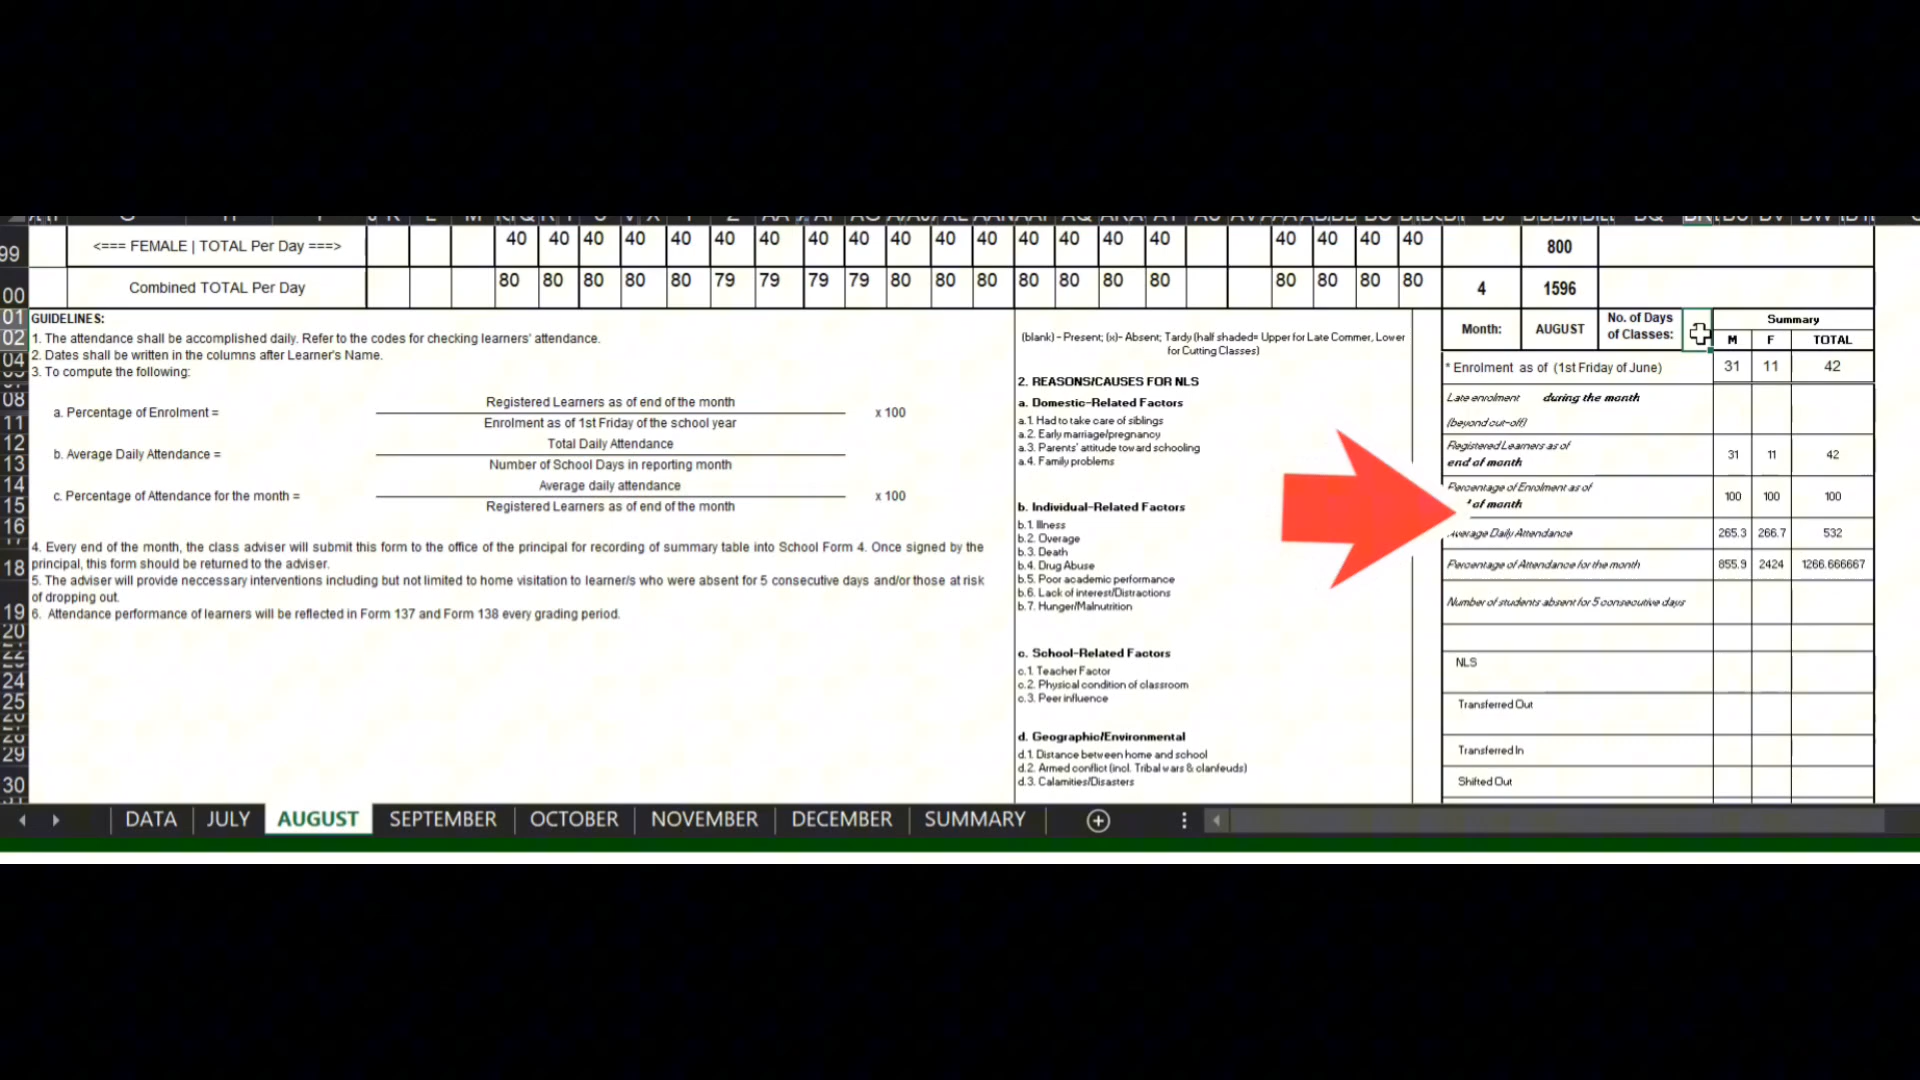 99 <=== FEMALE | TOTAL Per Day ===> 40 40 40 40 40 40 40 40 40 40 40 40 40 40 40 40 40 40 40 40 800
00 Combined TOTAL Per Day 80 80 80 80 80 79 79 79 79 80 80 80 80 80 80 80 80 80 80 80 4 1596
GUIDELINES:
1. The attendance shall be accomplished daily. Refer to the codes for checking learners' attendance.
2. Dates shall be written in the columns after Learner's Name.
3. To compute the following:
a. Percentage of Enrolment =
Registered Learners as of end of the month
Enrolment as of 1st Friday of the school year
x 100
b. Average Daily Attendance =
Total Daily Attendance
Number of School Days in reporting month
c. Percentage of Attendance for the month =
Average daily attendance
Registered Learners as of end of the month
x 100
4. Every end of the month, the class adviser will submit this form to the office of the principal for recording of summary table into School Form 4. Once signed by the
principal, this form should be returned to the adviser.
5. The adviser will provide neccessary interventions including but not limited to home visitation to learner/s who were absent for 5 consecutive days and/or those at risk
of dropping out.
6. Attendance performance of learners will be reflected in Form 137 and Form 138 every grading period.
(blank) - Present; (x)- Absent; Tardy (half shaded= Upper for Late Commer, Lower
for Cutting Classes)
2. REASONS/CAUSES FOR NLS
a. Domestic-Related Factors
a.1. Had to take care of siblings
a.2. Early marriage/pregnancy
a.3. Parents' attitude toward schooling
a.4. Family problems
b. Individual-Related Factors
b.1. Illness
b.2. Overage
b.3. Death
b.4. Drug Abuse
b.5. Poor academic performance
b.6. Lack of interest/Distractions
b.7. Hunger/Malnutrition
c. School-Related Factors
c.1. Teacher Factor
c.2. Physical condition of classroom
c.3. Peer influence
d. Geographic/Environmental
d.1. Distance between home and school
d.2. Armed conflict (incl. Tribal wars & clanfeuds)
d.3. Calamities/Disasters
Month: AUGUST No. of Days
of Classes:
Summary
M F TOTAL
* Enrolment as of (1st Friday of June) 31 11 42
Late enrolment during the month
(beyond cut-off)
Registered Learners as of
end of month 31 11 42
Percentage of Enrolment as of
of month 100 100 100
Average Daily Attendance 265.3 266.7 532
Percentage of Attendance for the month 855.9 2424 1266.666667
Number of students absent for 5 consecutive days
NLS
Transferred Out
Transferred In
Shifted Out
DATA JULY AUGUST SEPTEMBER OCTOBER NOVEMBER DECEMBER SUMMARY